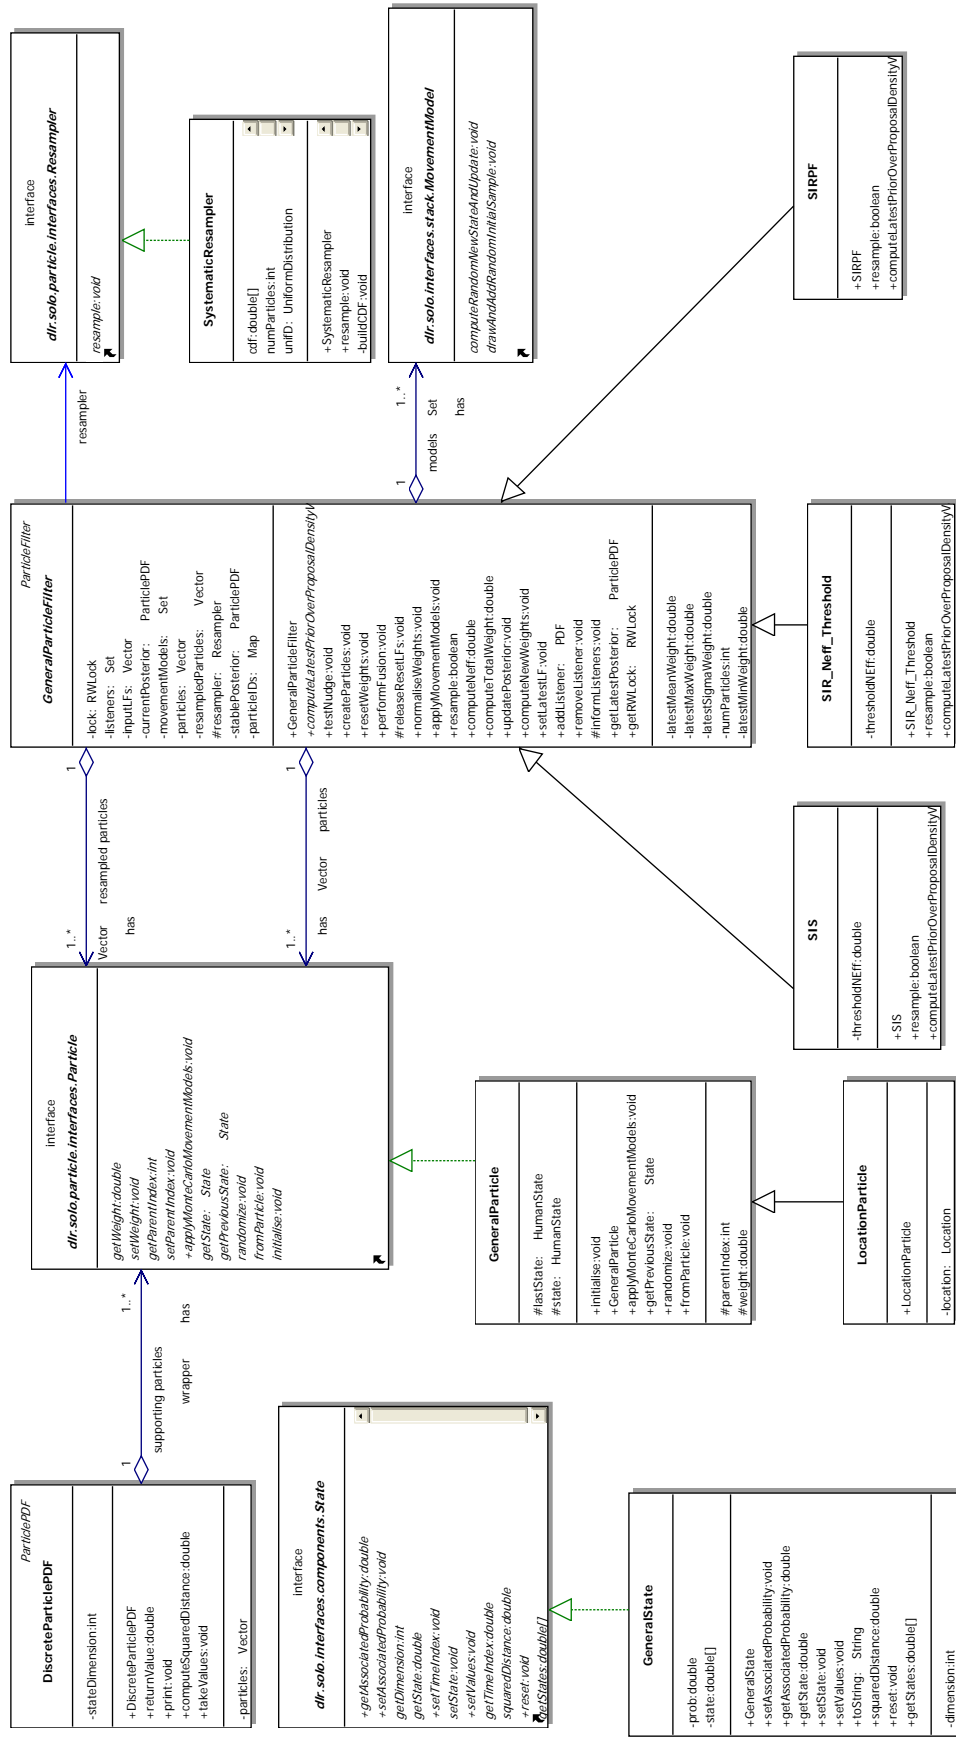 interface
dlr.solo.particle.interfaces.Resampler
resample:void
SystematicResampler
cdf:double[]
numParticles:int
unifD: UniformDistribution
+SystematicResampler
+resample:void
-buildCDF:void
interface
dlr.solo.interfaces.stack.MovementModel
computeRandomNewStateAndUpdate:void
drawAndAddRandomInitialSample:void
SIRPF
+SIRPF
+resample:boolean
+computeLatestPriorOverProposalDensityV
resampler
1..*
models Set
has
1
ParticleFilter
GeneralParticleFilter
-lock: RWLock
-listeners: Set
-inputLFs: Vector
-currentPosterior: ParticlePDF
-movementModels: Set
-particles: Vector
-resampledParticles: Vector
#resampler: Resampler
-stablePosterior: ParticlePDF
-particleIDs: Map
+GeneralParticleFilter
+computeLatestPriorOverProposalDensityV
+testNudge:void
+createParticles:void
+resetWeights:void
+performFusion:void
#releaseResetLFs:void
+normaliseWeights:void
+applyMovementModels:void
+resample:boolean
+computeNeff:double
+computeTotalWeight:double
+updatePosterior:void
+computeNewWeights:void
+setLatestLF:void
+addListener: PDF
+removeListener:void
#informListeners:void
+getLatestPosterior: ParticlePDF
+getRWLock: RWLock
-latestMeanWeight:double
-latestMaxWeight:double
-latestSigmaWeight:double
-numParticles:int
-latestMinWeight:double
SIR_Neff_Threshold
-thresholdNEff:double
+SIR_Neff_Threshold
+resample:boolean
+computeLatestPriorOverProposalDensityV
1
Vector resampled particles
has
1..*
1
has Vector particles
1..*
SIS
-thresholdNEff:double
+SIS
+resample:boolean
+computeLatestPriorOverProposalDensityV
interface
dlr.solo.particle.interfaces.Particle
getWeight:double
setWeight:void
getParentIndex:int
setParentIndex:void
+applyMonteCarloMovementModels:void
getState: State
getPreviousState: State
randomize:void
fromParticle:void
initialise:void
GeneralParticle
#lastState: HumanState
#state: HumanState
+initialise:void
+GeneralParticle
+applyMonteCarloMovementModels:void
+getPreviousState: State
+randomize:void
+fromParticle:void
#parentIndex:int
#weight:double
LocationParticle
+LocationParticle
-location: Location
1..*
supporting particles
wrapper has
1
ParticlePDF
DiscreteParticlePDF
-stateDimension:int
+DiscreteParticlePDF
+returnValue:double
+print:void
+computeSquaredDistance:double
+takeValues:void
-particles: Vector
interface
dlr.solo.interfaces.components.State
+getAssociatedProbability:double
+setAssociatedProbability:void
getDimension:int
getState:double
+setTimeIndex:void
setState:void
+setValues:void
getTimeIndex:double
squaredDistance:double
+reset:void
getStates:double[]
GeneralState
-prob:double
-state:double[]
+GeneralState
+setAssociatedProbability:void
+getAssociatedProbability:double
+getState:double
+setState:void
+setValues:void
+toString: String
+squaredDistance:double
+reset:void
+getStates:double[]
-dimension:int